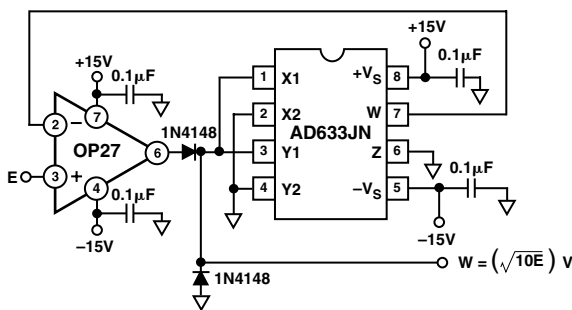 +15V
0.1µF
+15V
0.1µF
1
X1
+VS
8
2
X2
W
7
AD633JN
3
Y1
Z
6
4
Y2
–VS
5
0.1µF
–15V
1N4148
2
–
7
OP27
6
E
3
+
4
0.1µF
–15V
W = (√10E) V
1N4148